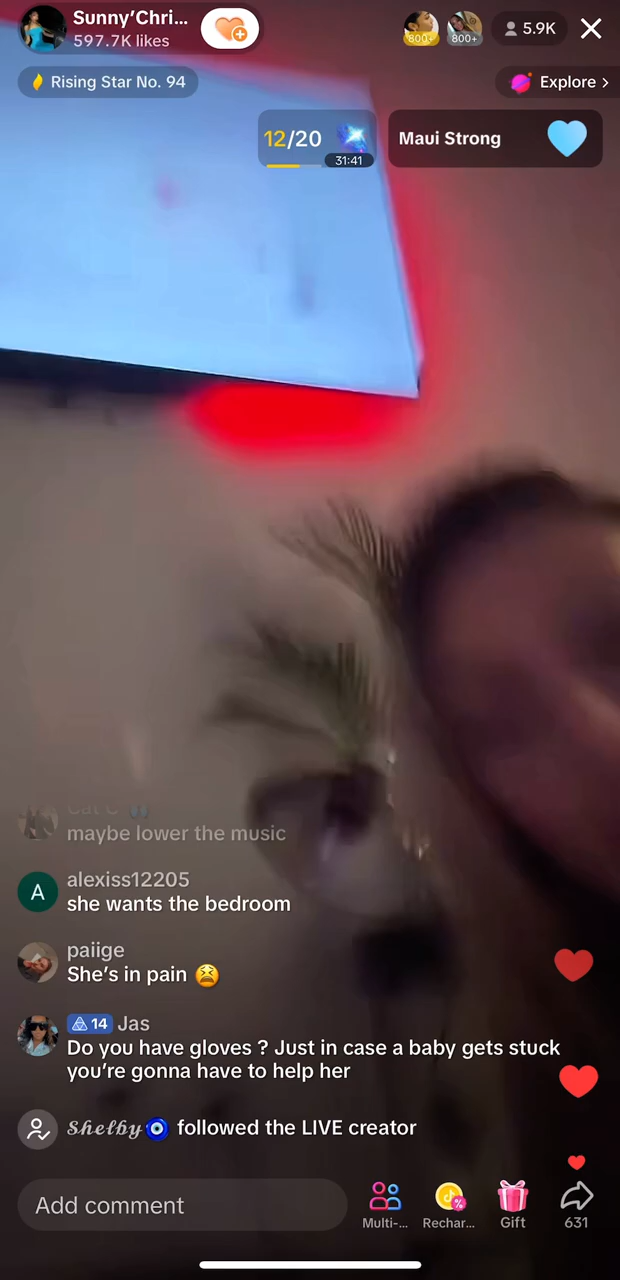 Sunny'Chri...
597.7K likes
800+
800+
5.9K
Rising Star No. 94
Explore >
12/20
31:41
Maui Strong
Cat C
maybe lower the music
A
alexiss12205
she wants the bedroom
paiige
She's in pain 😫
14 Jas
Do you have gloves ? Just in case a baby gets stuck
you're gonna have to help her
𝓢𝓱𝓮𝓵𝓫𝔂🧿 followed the LIVE creator
Add comment
Multi-...
Rechar...
Gift
631